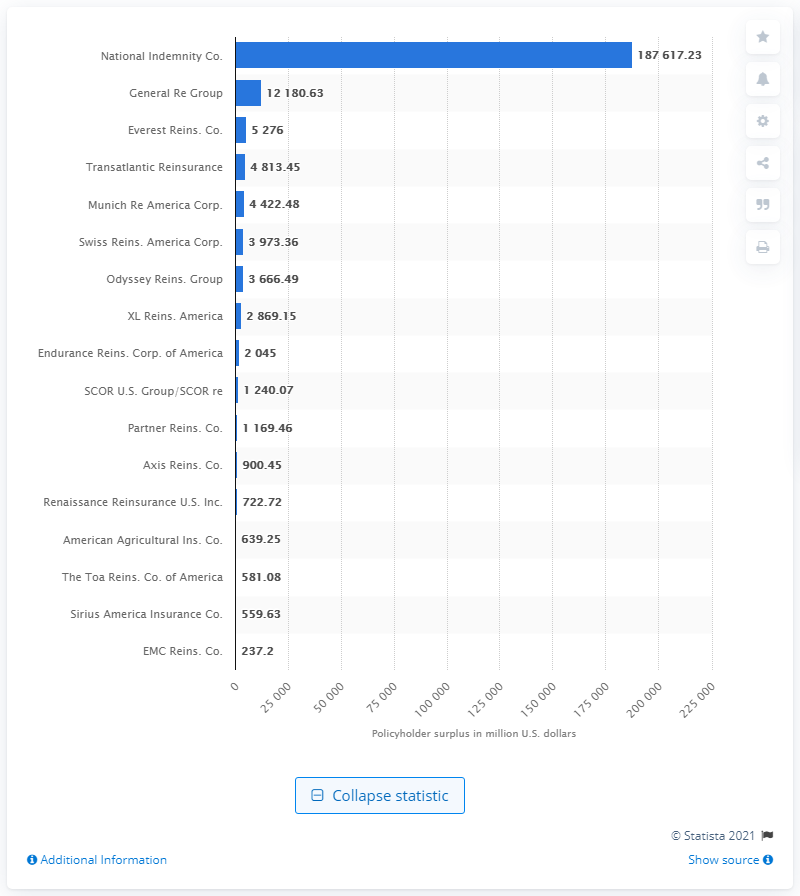 National Indemnity Co. 187 617.23
General Re Group 12 180.63
Everest Reins. Co. 5 276
Transatlantic Reinsurance 4 813.45
Munich Re America Corp. 4 422.48
Swiss Reins. America Corp. 3 973.36
Odyssey Reins. Group 3 666.49
XL Reins. America 2 869.15
Endurance Reins. Corp. of America 2 045
SCOR U.S. Group/SCOR re 1 240.07
Partner Reins. Co. 1 169.46
Axis Reins. Co. 900.45
Renaissance Reinsurance U.S. Inc. 722.72
American Agricultural Ins. Co. 639.25
The Toa Reins. Co. of America 581.08
Sirius America Insurance Co. 559.63
EMC Reins. Co. 237.2
0 25 000 50 000 75 000 100 000 125 000 150 000 175 000 200 000 225 000
Policyholder surplus in million U.S. dollars
Collapse statistic
© Statista 2021
Additional Information Show source